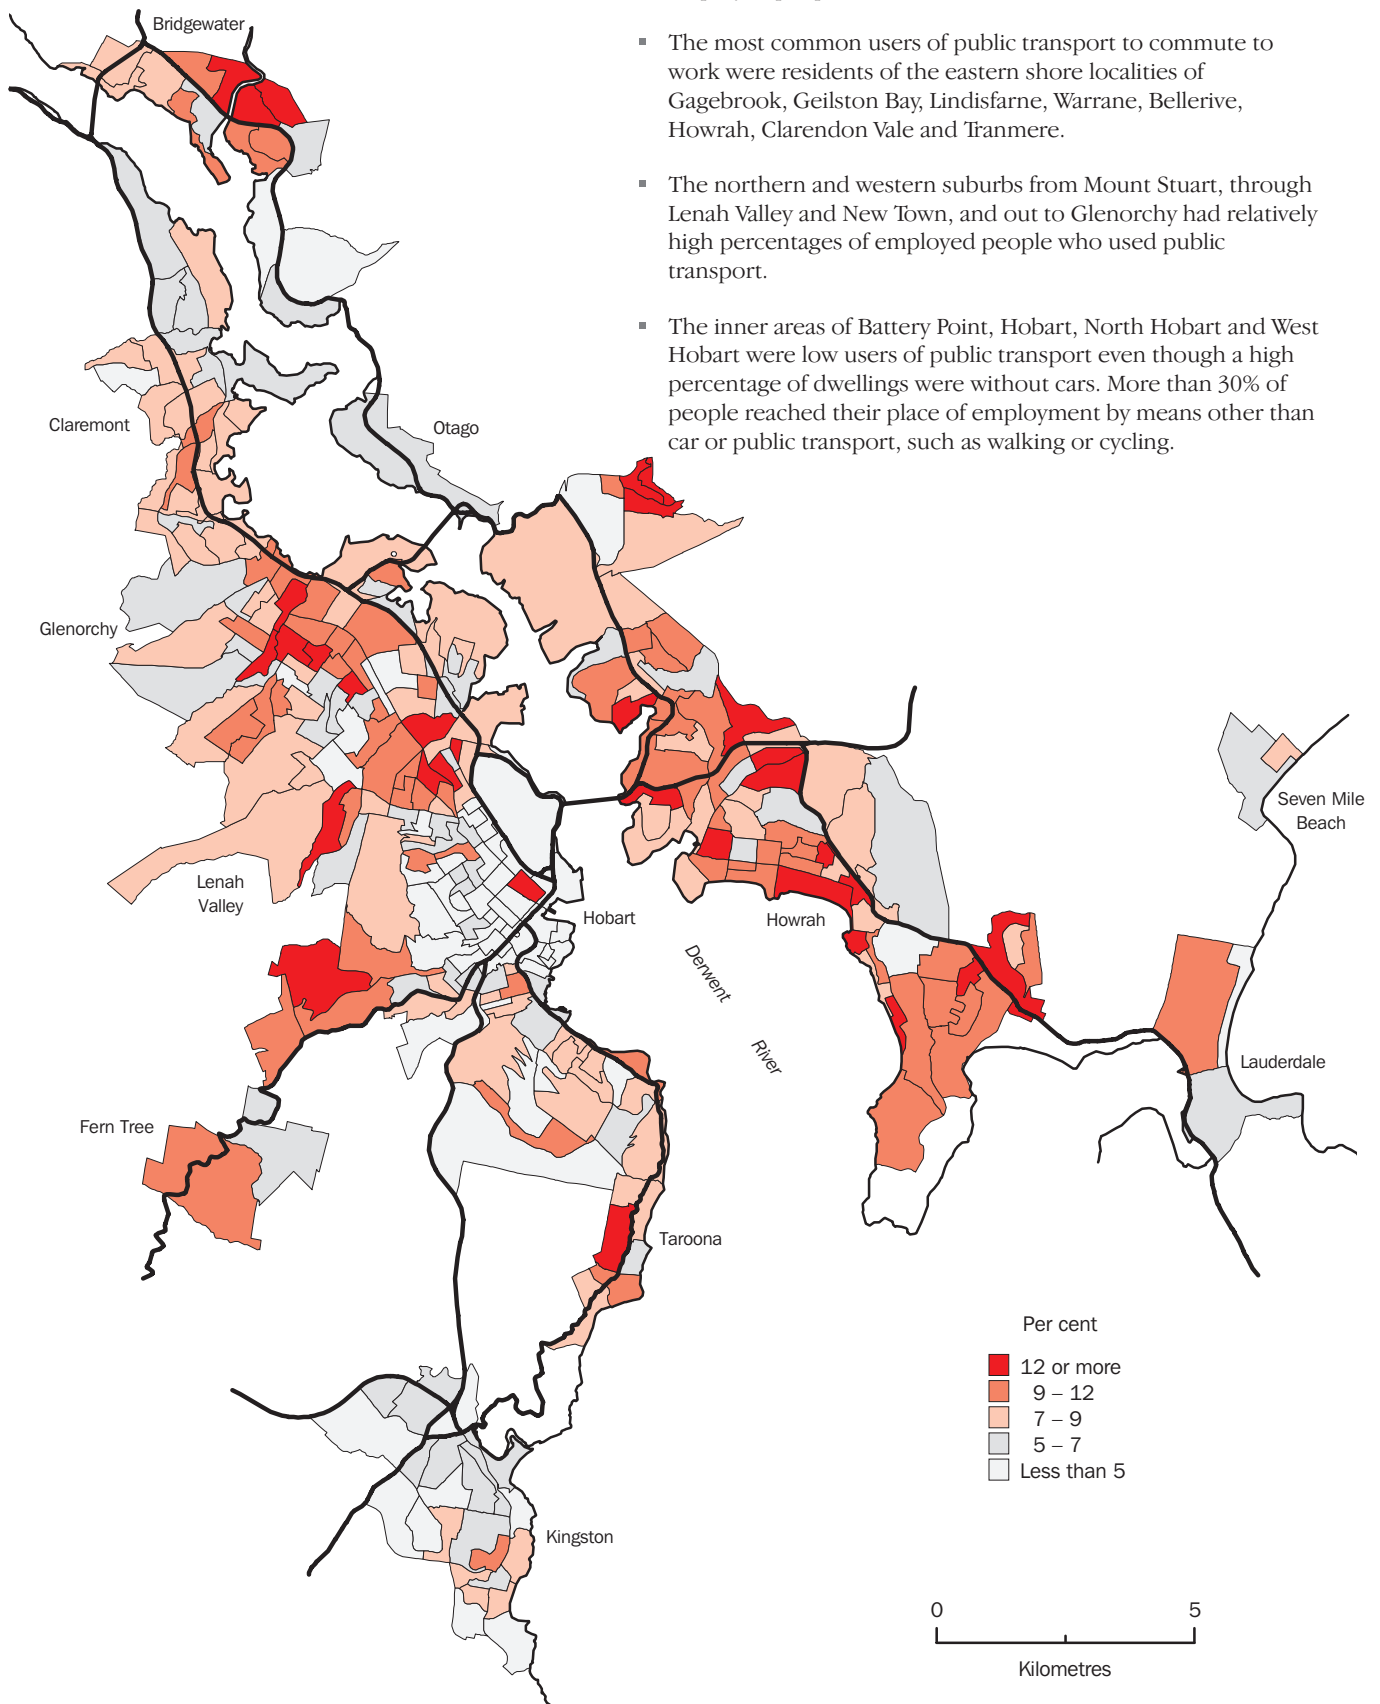 Bridgewater
▪ The most common users of public transport to commute to
work were residents of the eastern shore localities of
Gagebrook, Geilston Bay, Lindisfarne, Warrane, Bellerive,
Howrah, Clarendon Vale and Tranmere.
▪ The northern and western suburbs from Mount Stuart, through
Lenah Valley and New Town, and out to Glenorchy had relatively
high percentages of employed people who used public
transport.
▪ The inner areas of Battery Point, Hobart, North Hobart and West
Hobart were low users of public transport even though a high
percentage of dwellings were without cars. More than 30% of
people reached their place of employment by means other than
car or public transport, such as walking or cycling.
Claremont
Otago
Glenorchy
Seven Mile
Beach
Lenah
Valley
Hobart
Howrah
Derwent
River
Lauderdale
Fern Tree
Taroona
Per cent
12 or more
9 – 12
7 – 9
5 – 7
Less than 5
Kingston
0 5
Kilometres